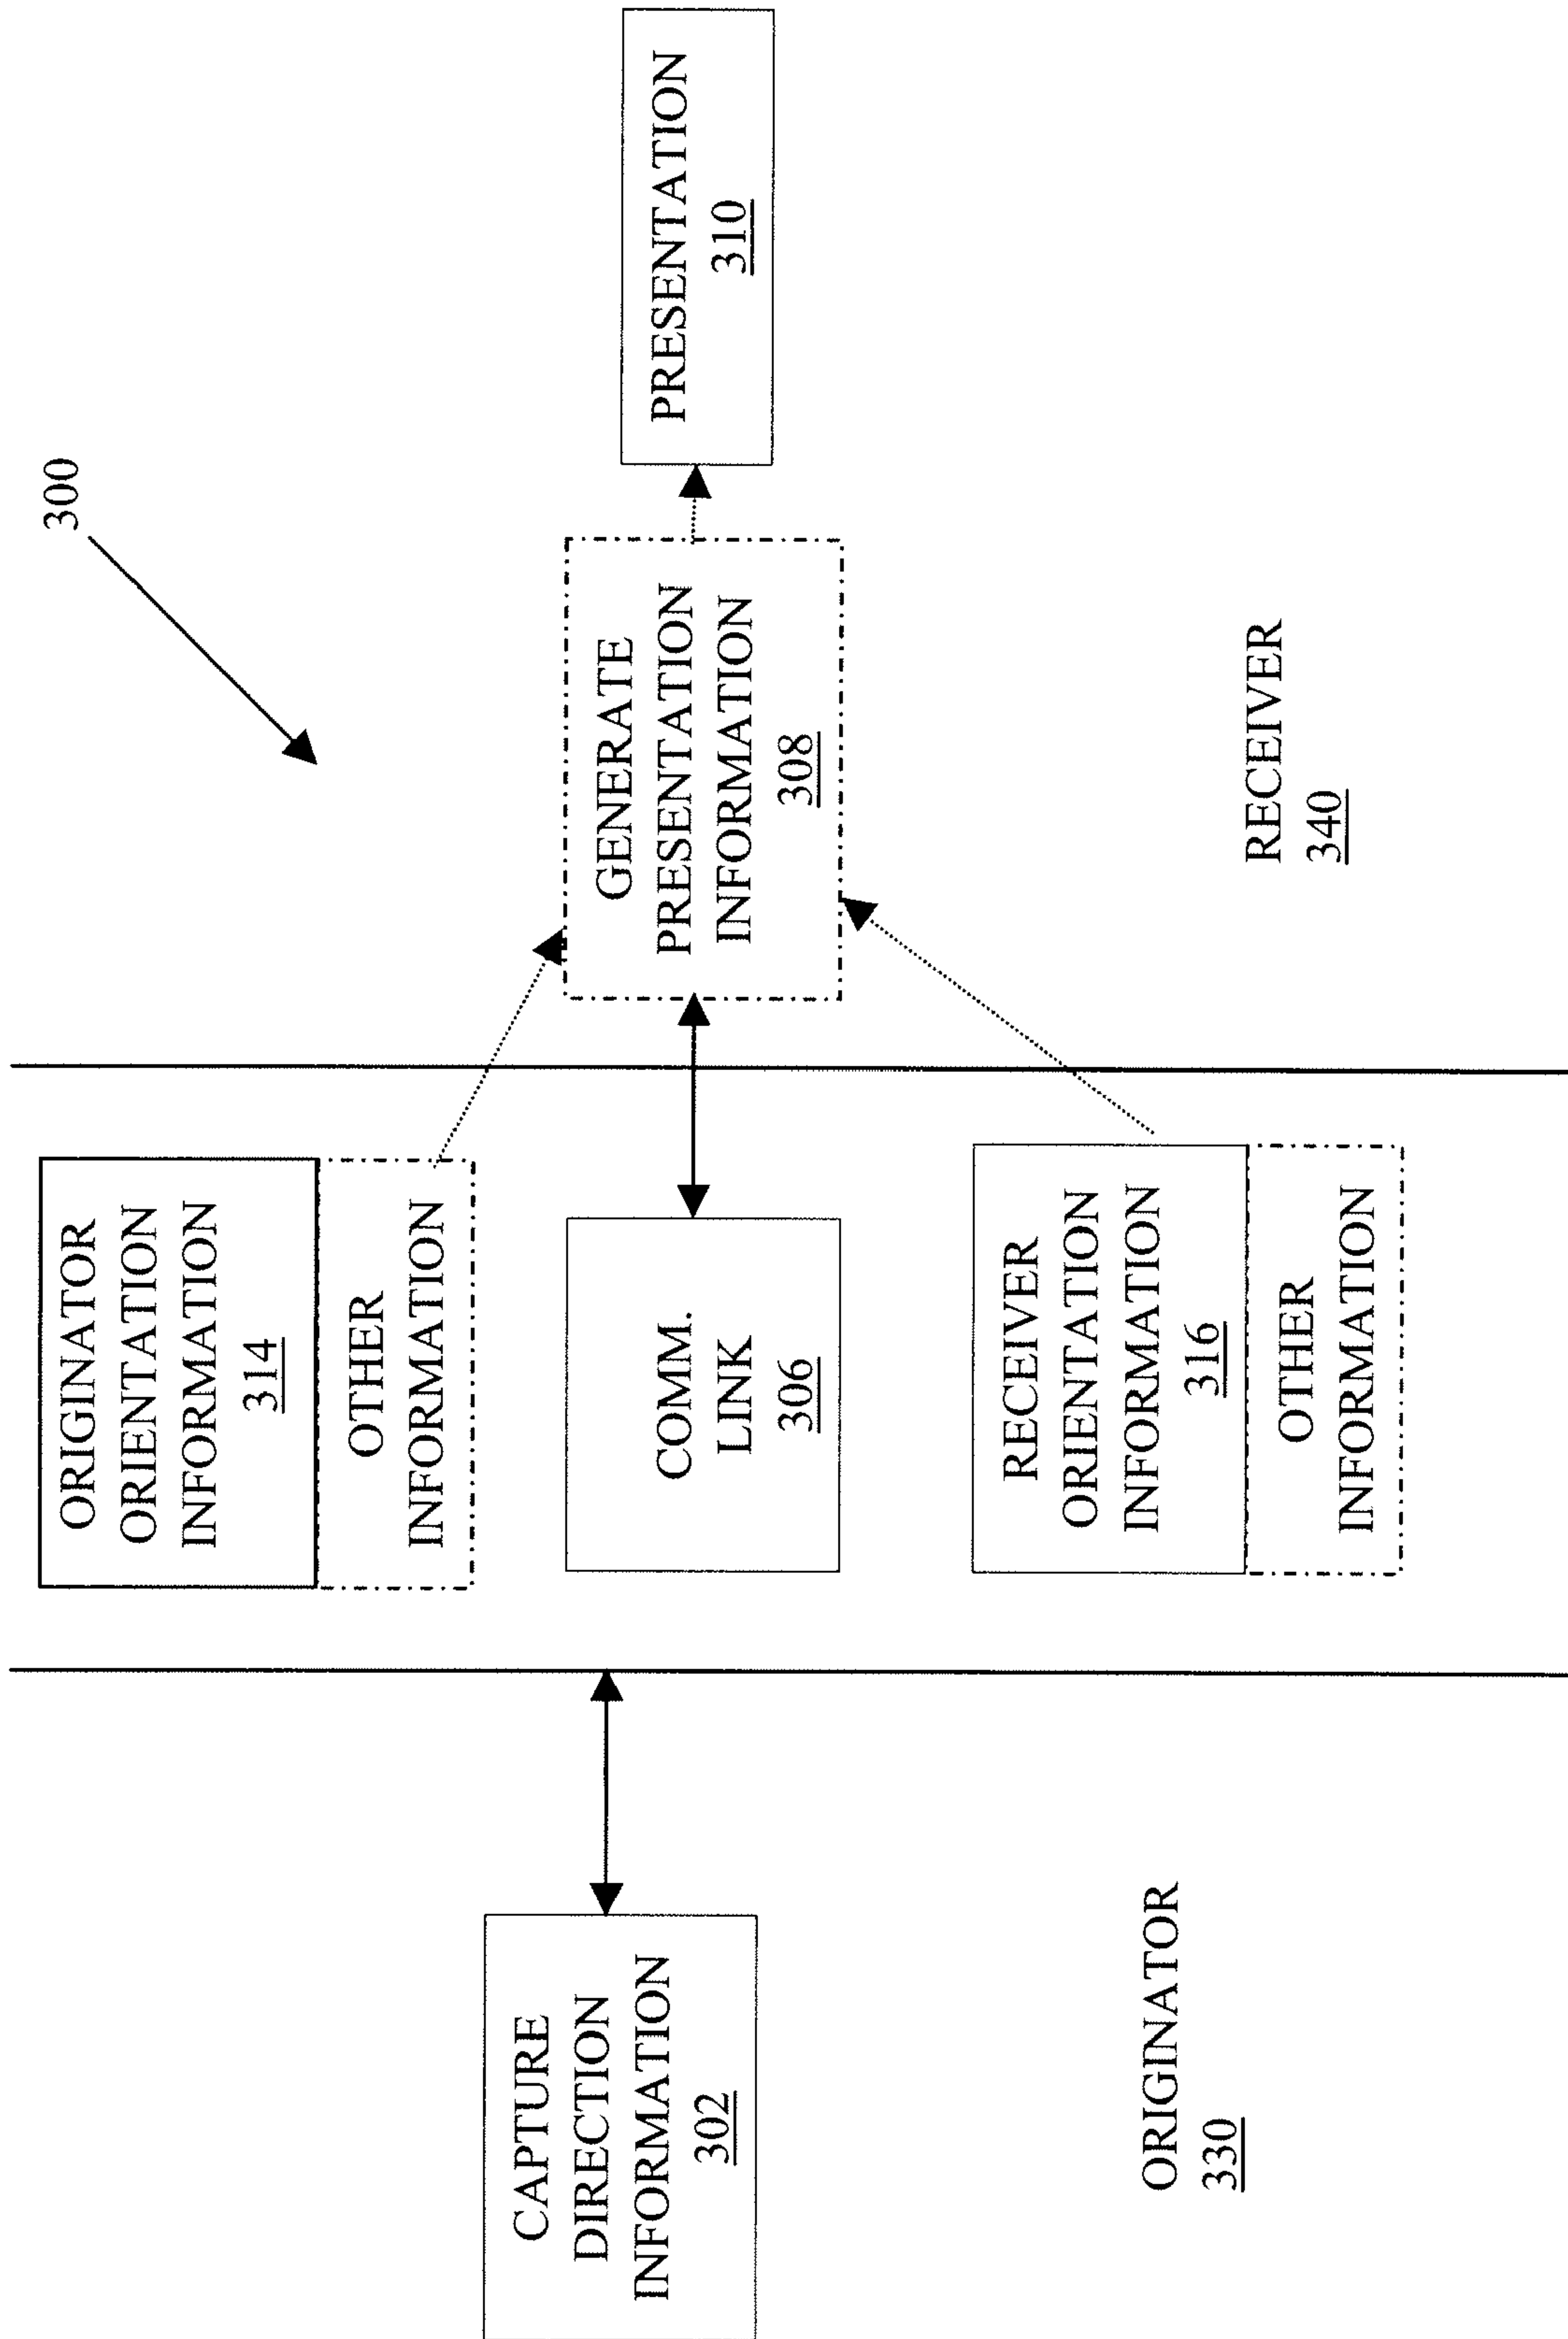 300
CAPTURE
DIRECTION
INFORMATION
302
ORIGINATOR
330
ORIGINATOR
ORIENTATION
INFORMATION
314
OTHER
INFORMATION
COMM.
LINK
306
RECEIVER
ORIENTATION
INFORMATION
316
OTHER
INFORMATION
GENERATE
PRESENTATION
INFORMATION
308
PRESENTATION
310
RECEIVER
340